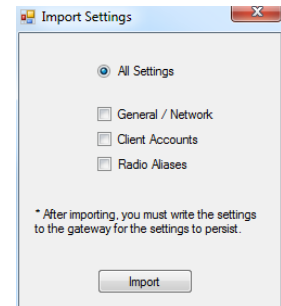 Import Settings
All Settings
General / Network
Client Accounts
Radio Aliases
* After importing, you must write the settings
to the gateway for the settings to persist.
Import